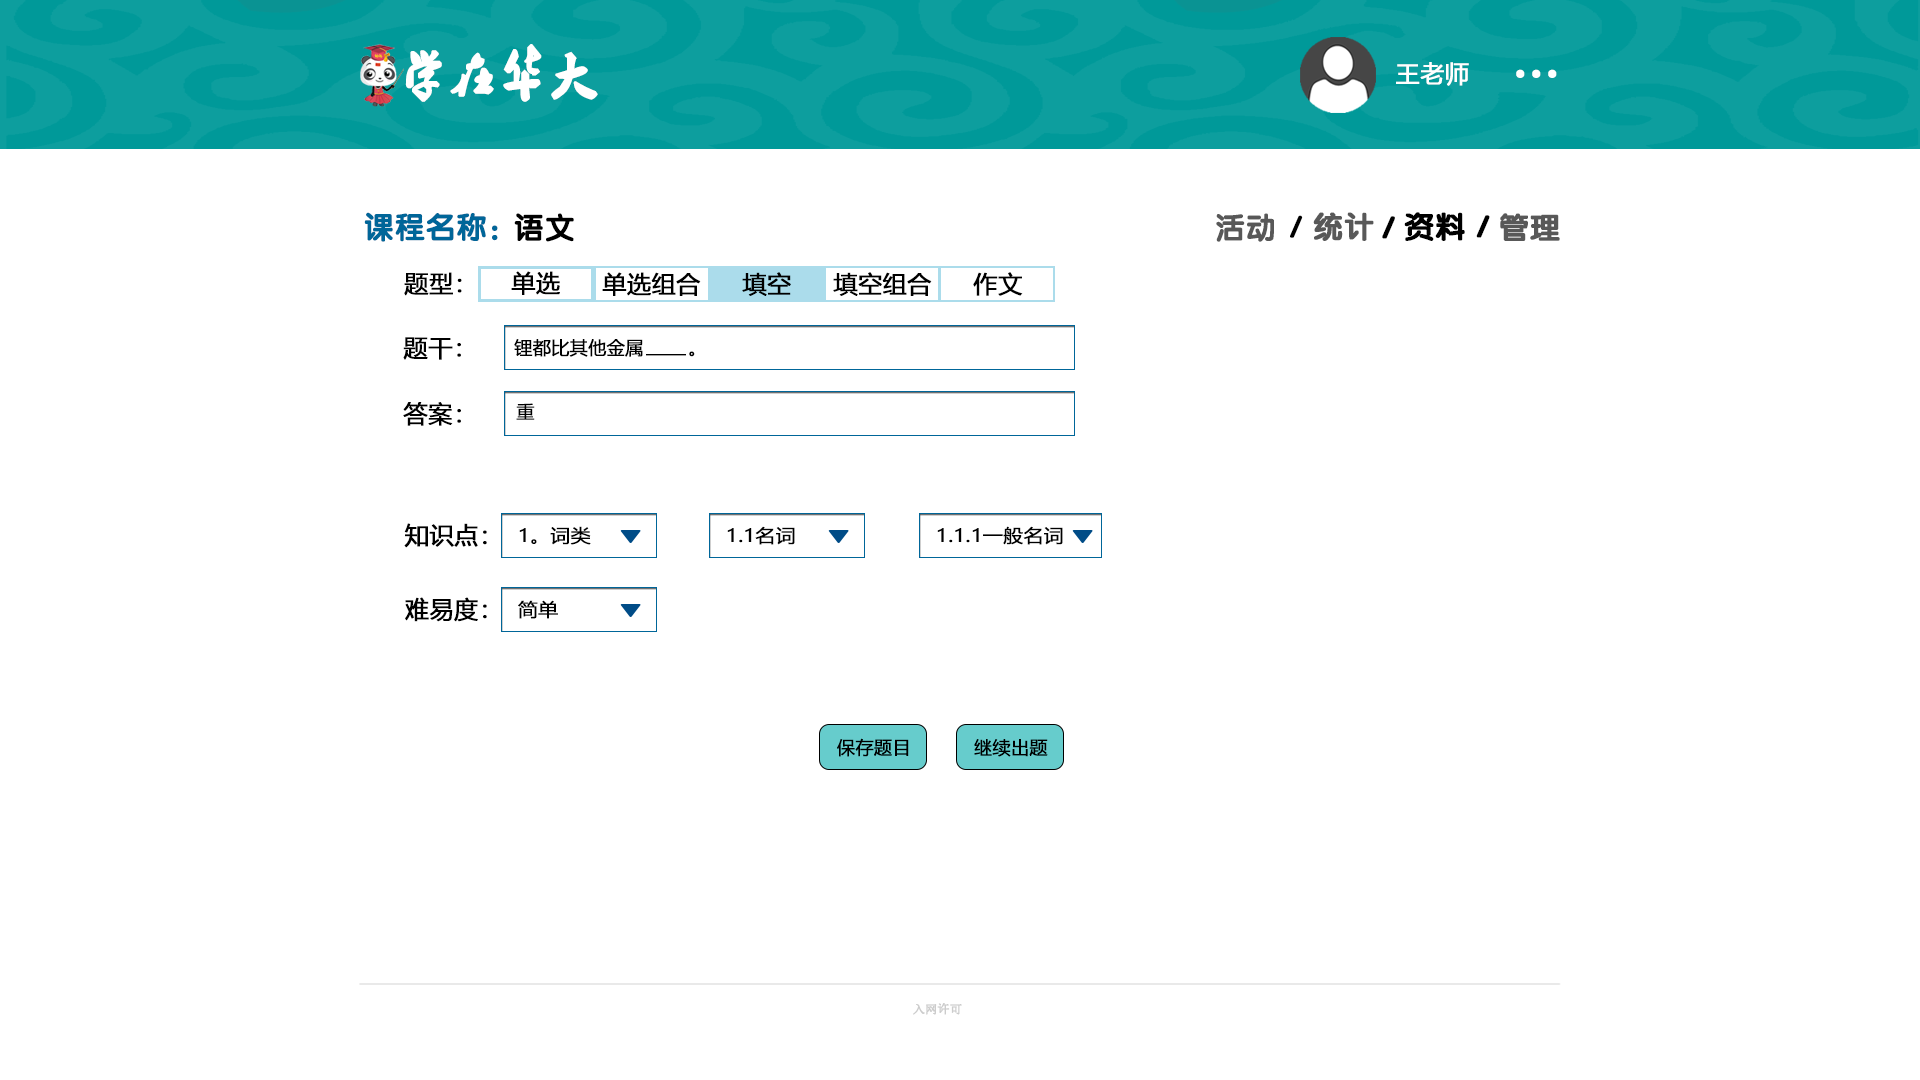 学在华大
王老师
课程名称：语文
活动 / 统计 / 资料 / 管理
题型： 单选 单选组合 填空 填空组合 作文
题干： 锂都比其他金属____。
答案： 重
知识点： 1。词类 1.1名词 1.1.1一般名词
难易度： 简单
保存题目 继续出题
入网许可